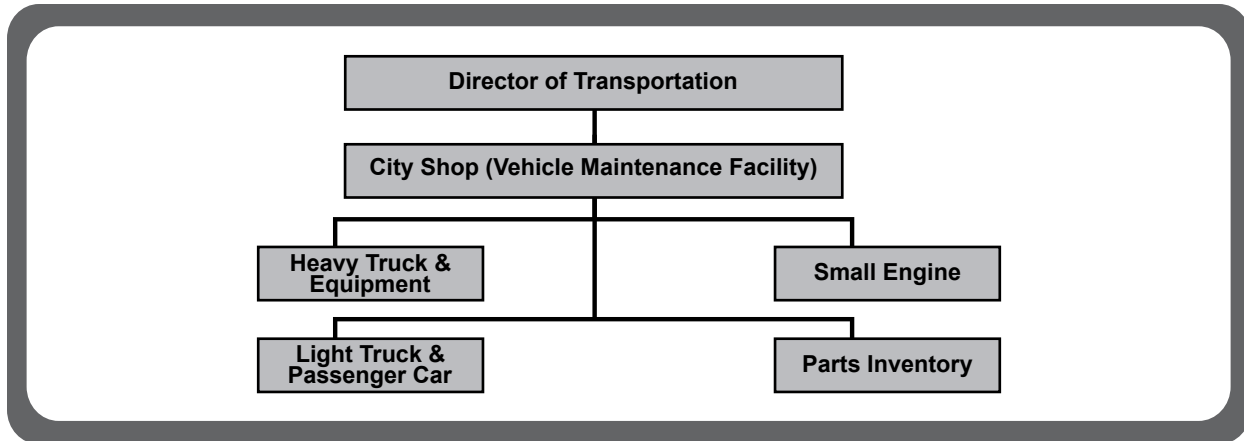 Director of Transportation
City Shop (Vehicle Maintenance Facility)
Heavy Truck &
Equipment
Small Engine
Light Truck &
Passenger Car
Parts Inventory